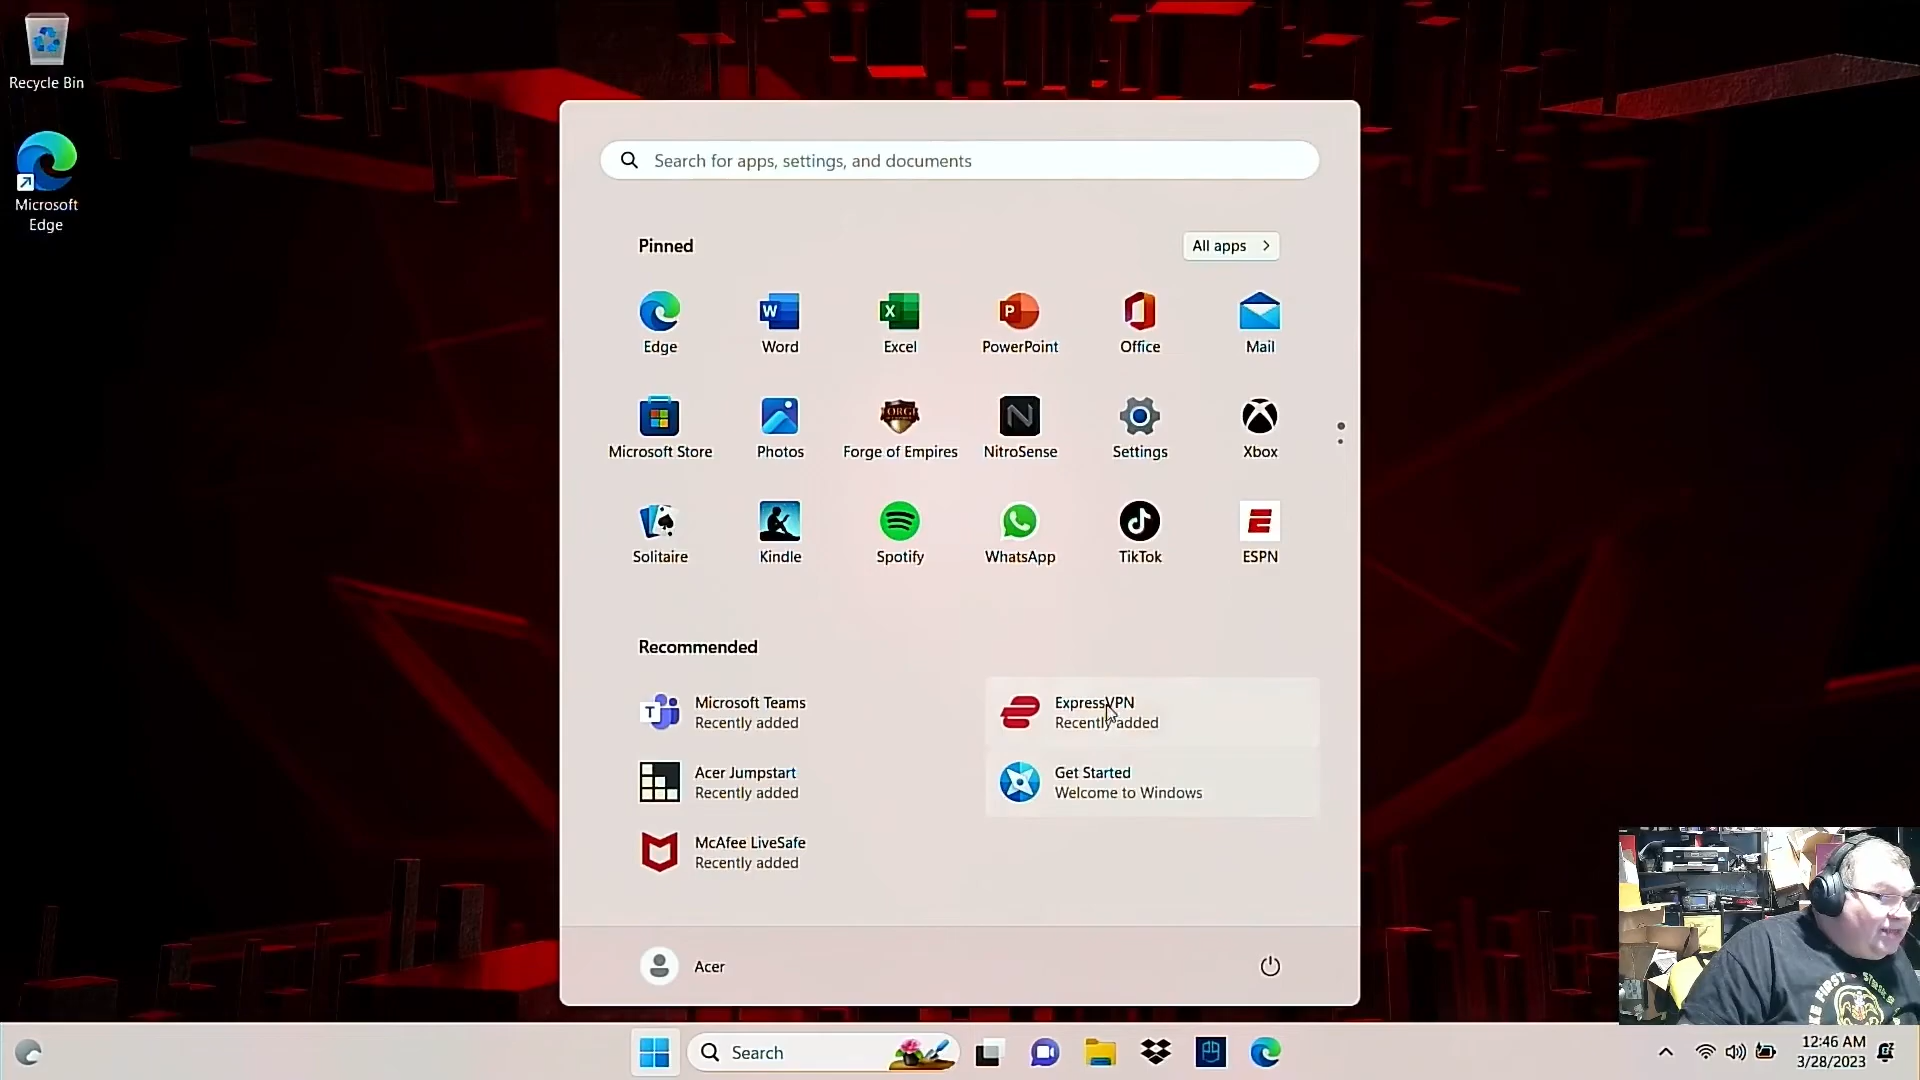 Recycle Bin
Microsoft
Edge
Search for apps, settings, and documents
Pinned
All apps
Edge
Word
Excel
PowerPoint
Office
Mail
Microsoft Store
Photos
Forge of Empires
NitroSense
Settings
Xbox
Solitaire
Kindle
Spotify
WhatsApp
TikTok
ESPN
Recommended
Microsoft Teams
Recently added
ExpressVPN
Recently added
Acer Jumpstart
Recently added
Get Started
Welcome to Windows
McAfee LiveSafe
Recently added
Acer
Search
12:46 AM
3/28/2023